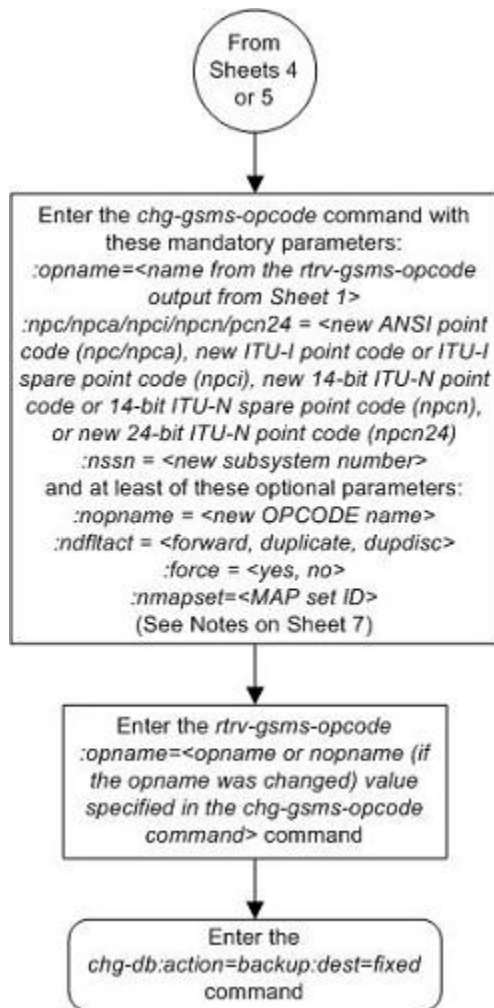 From
Sheets 4
or 5
Enter the chg-gsms-opcode command with
these mandatory parameters:
:opname=<name from the rtrv-gsms-opcode
output from Sheet 1>
:npc/npca/npci/npcn/pcn24 = <new ANSI point
code (npc/npca), new ITU-I point code or ITU-I
spare point code (npci), new 14-bit ITU-N point
code or 14-bit ITU-N spare point code (npcn),
or new 24-bit ITU-N point code (npcn24)
:nssn = <new subsystem number>
and at least of these optional parameters:
:nopname = <new OPCODE name>
:ndfltact = <forward, duplicate, dupdisc>
:force = <yes, no>
:nmapset=<MAP set ID>
(See Notes on Sheet 7)
Enter the rtrv-gsms-opcode
:opname=<opname or nopname (if
the opname was changed) value
specified in the chg-gsms-opcode
command> command
Enter the
chg-db:action=backup:dest=fixed
command